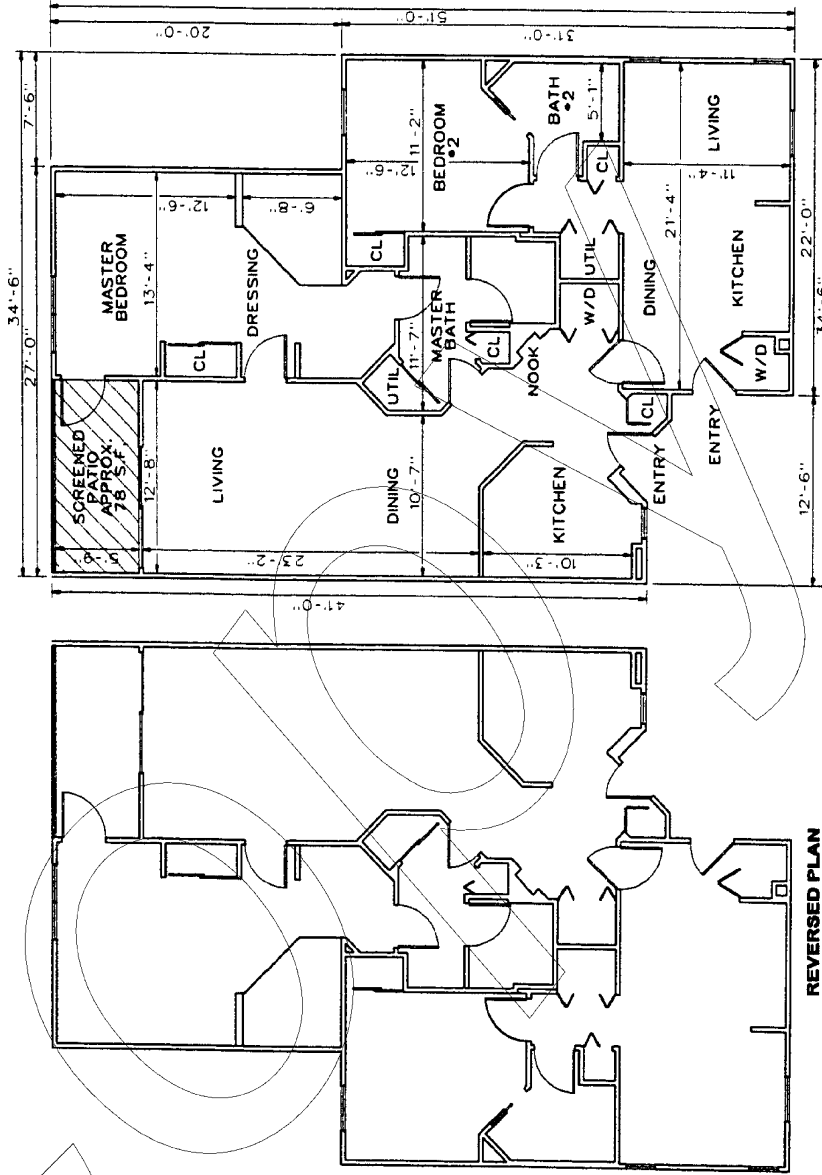 51'-0"
20'-0"
31'-0"
34'-6"
7'-6"
27'-0"
12'-6"
MASTER
BEDROOM
13'-4"
6'-8"
DRESSING
CL
SCREENED
PATIO
APPROX.
78 S.F.
5'-9"
12'-8"
LIVING
23'-2"
DINING
10'-7"
UTIL
11'-7"
MASTER
BATH
CL
NOOK
CL
12'-6"
11'-2"
BEDROOM
#2
BATH
#2
5'-1"
CL
UTIL
W/D
KITCHEN
10'-3"
ENTRY
CL
ENTRY
DINING
21'-4"
LIVING
11'-4"
KITCHEN
W/D
22'-0"
34'-6"
12'-6"
41'-0"
REVERSED PLAN